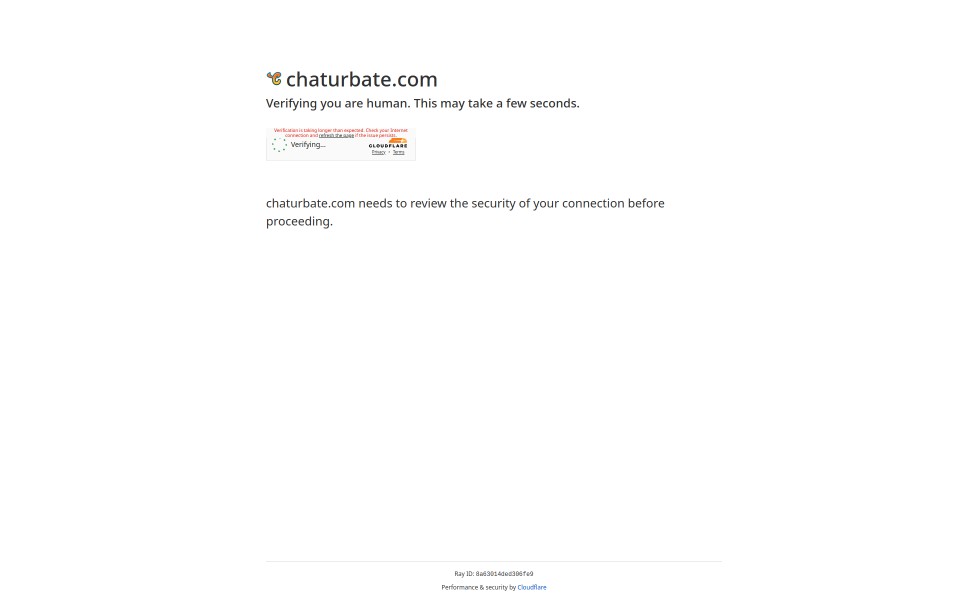 chaturbate.com
Verifying you are human. This may take a few seconds.
Verification is taking longer than expected. Check your Internet
connection and refresh the page if the issue persists.
Verifying...
CLOUDFLARE
Privacy • Terms
chaturbate.com needs to review the security of your connection before
proceeding.
Ray ID: 8a63014ded386fe9
Performance & security by Cloudflare